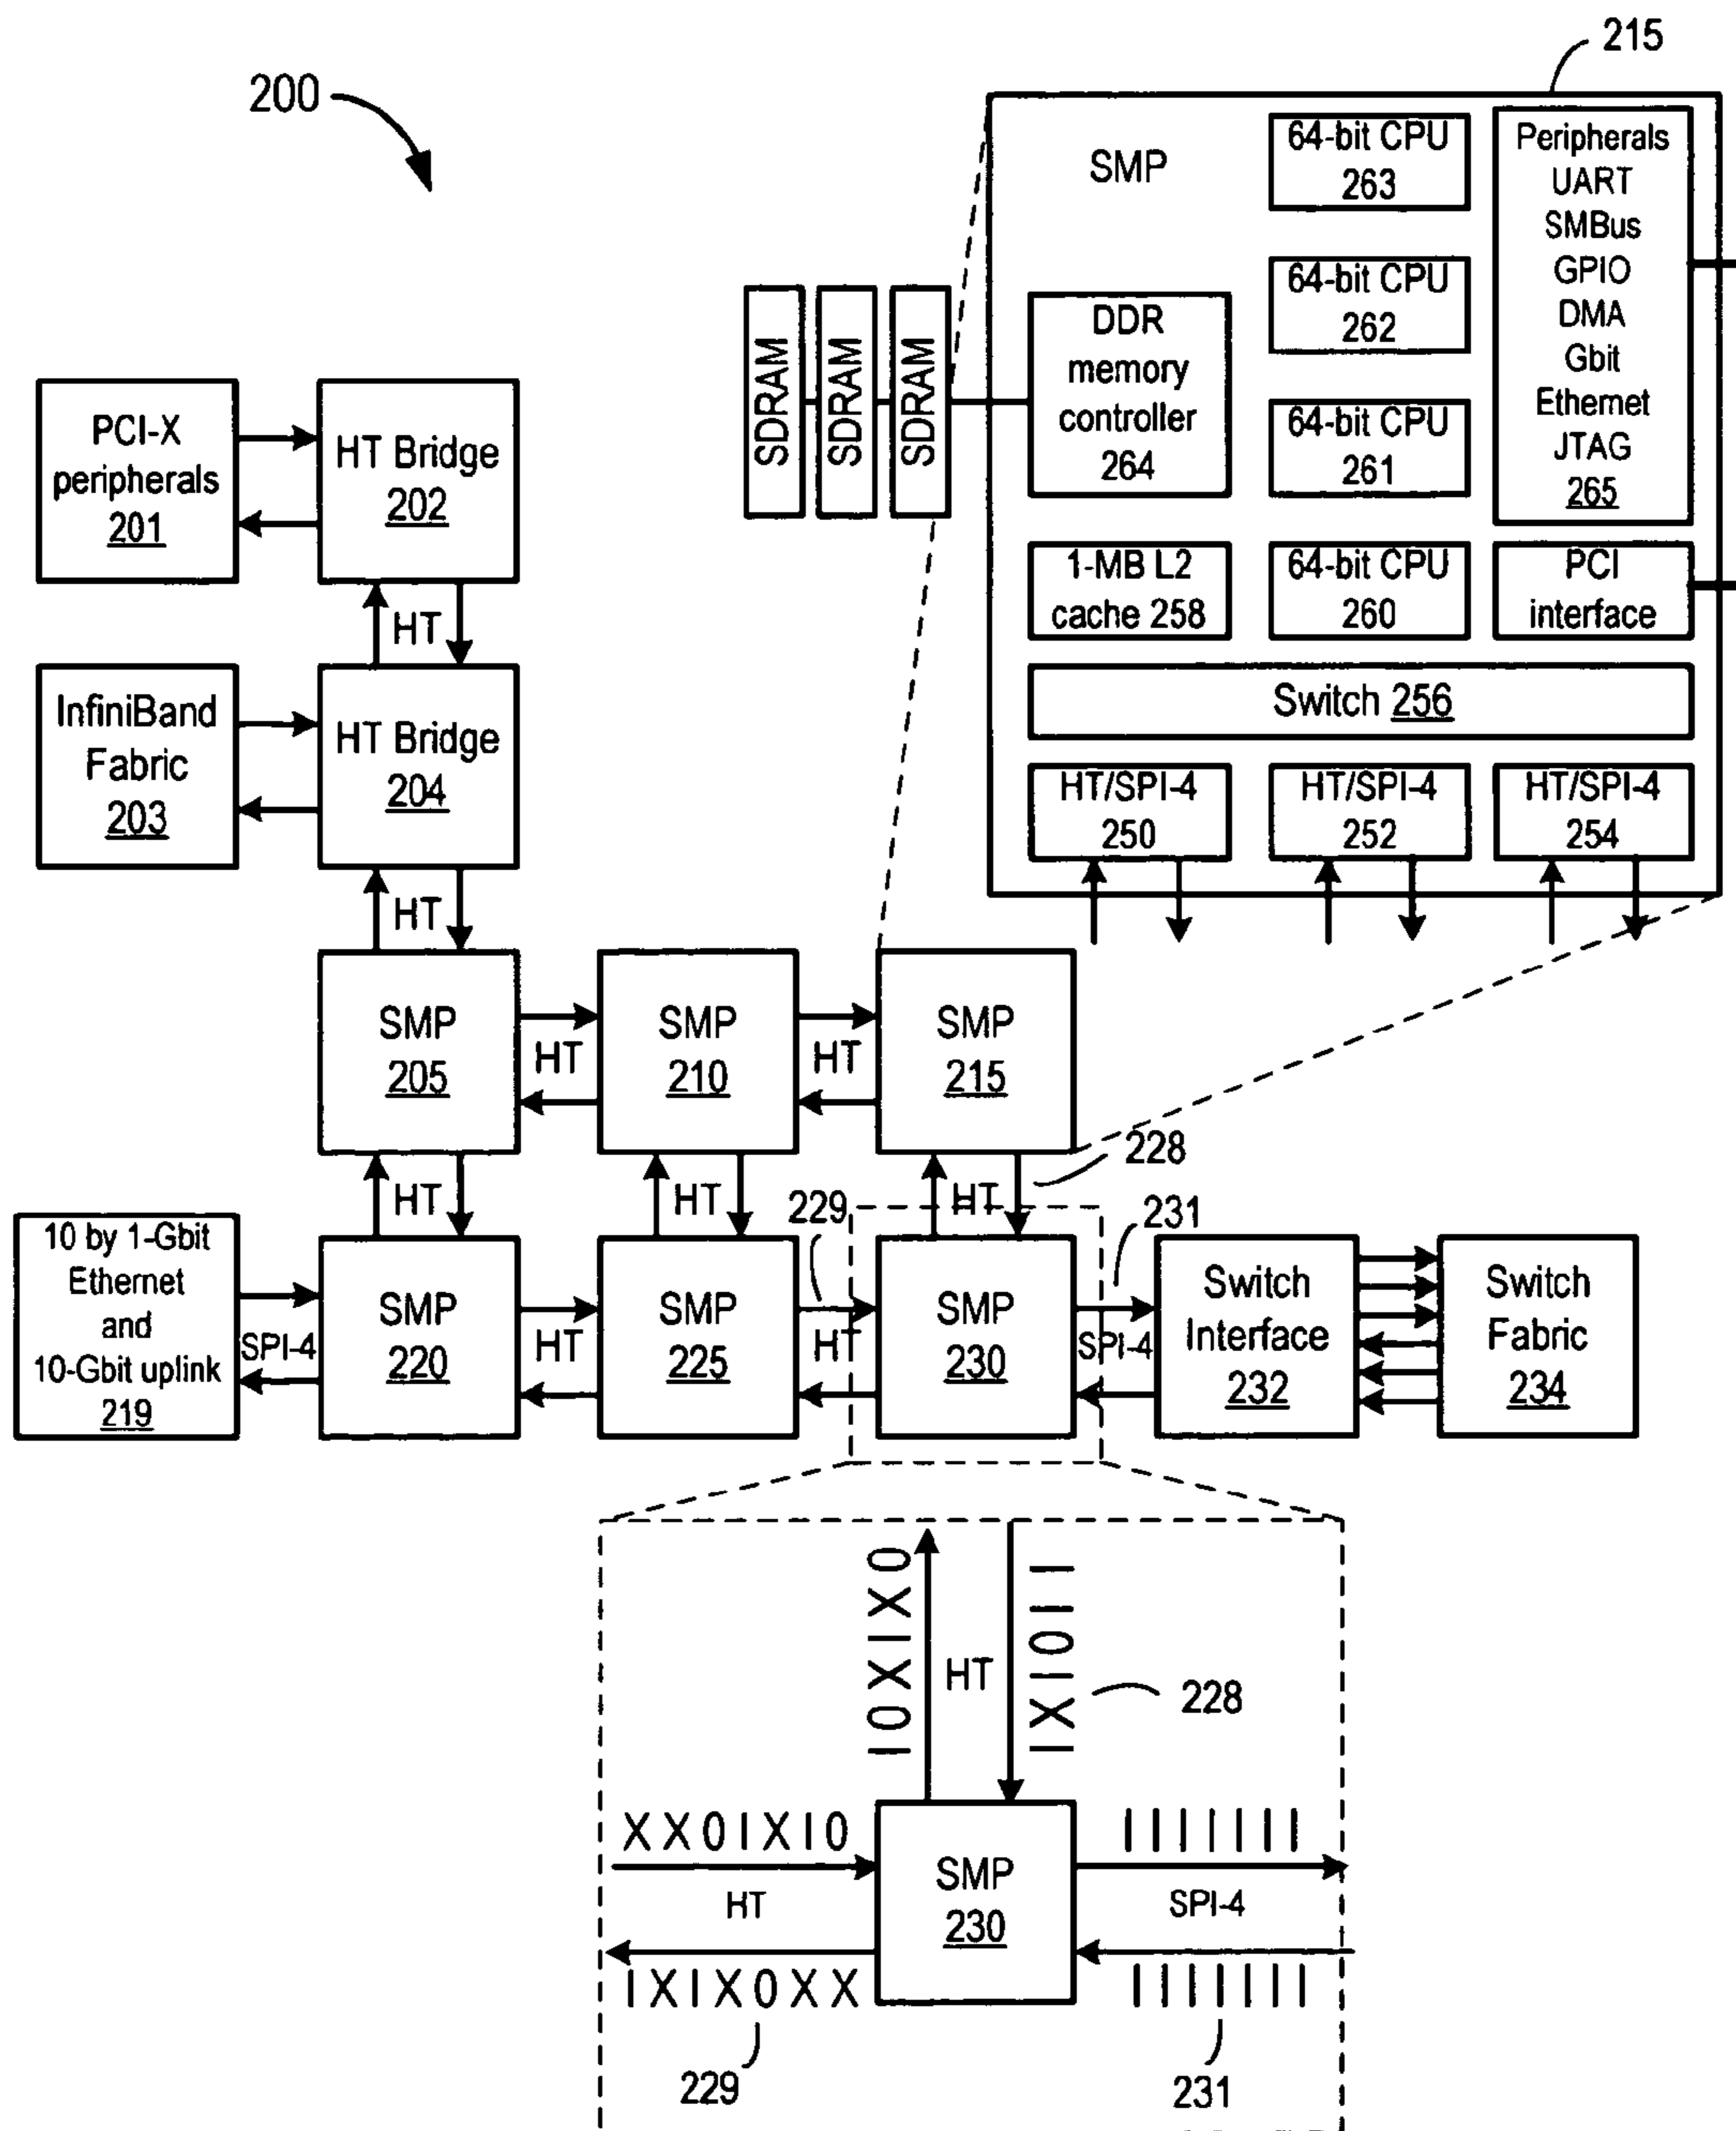 200
215
SMP
64-bit CPU
263
64-bit CPU
262
64-bit CPU
261
64-bit CPU
260
Peripherals
UART
SMBus
GPIO
DMA
Gbit
Ethernet
JTAG
265
SDRAM
SDRAM
SDRAM
DDR
memory
controller
264
1-MB L2
cache 258
PCI
interface
Switch 256
HT/SPI-4
250
HT/SPI-4
252
HT/SPI-4
254
PCI-X
peripherals
201
HT Bridge
202
HT
InfiniBand
Fabric
203
HT Bridge
204
HT
SMP
205
HT
SMP
210
HT
SMP
215
HT
HT
HT
228
229
231
10 by 1-Gbit
Ethernet
and
10-Gbit uplink
219
SPI-4
SMP
220
HT
SMP
225
HT
SMP
230
SPI-4
Switch
Interface
232
Switch
Fabric
234
I O X I X O
HT
I X I O I I
228
X X O I X I O
HT
I X I X O X X
229
SMP
230
I I I I I I I
SPI-4
I I I I I I I
231